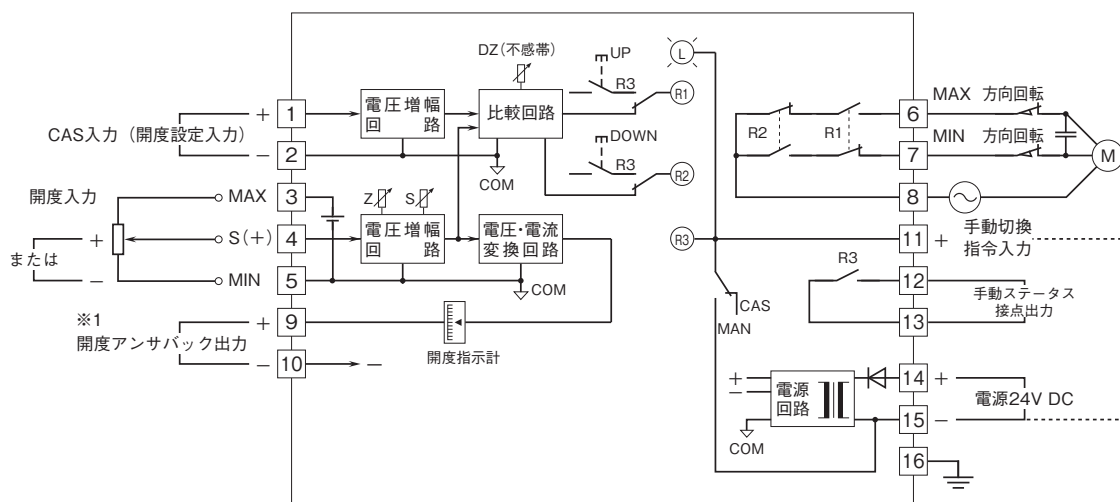 CAS入力（開度設定入力）
+
−
1
2
電圧増幅
回　路
DZ（不感帯）
比較回路
COM
UP
R3
R1
DOWN
R3
R2
L
R3
開度入力
MAX
S(+)
MIN
+
または
−
3
4
5
Z
S
電圧増幅
回　路
電圧・電流
変換回路
COM
※1
開度アンサバック出力
+
−
9
10
−
開度指示計
CAS
MAN
R2
R1
6
7
8
MAX 方向回転
MIN 方向回転
M
11
+
手動切換
指令入力
R3
12
13
手動ステータス
接点出力
+
−
電源
回路
COM
14
15
16
+
−
電源24V DC